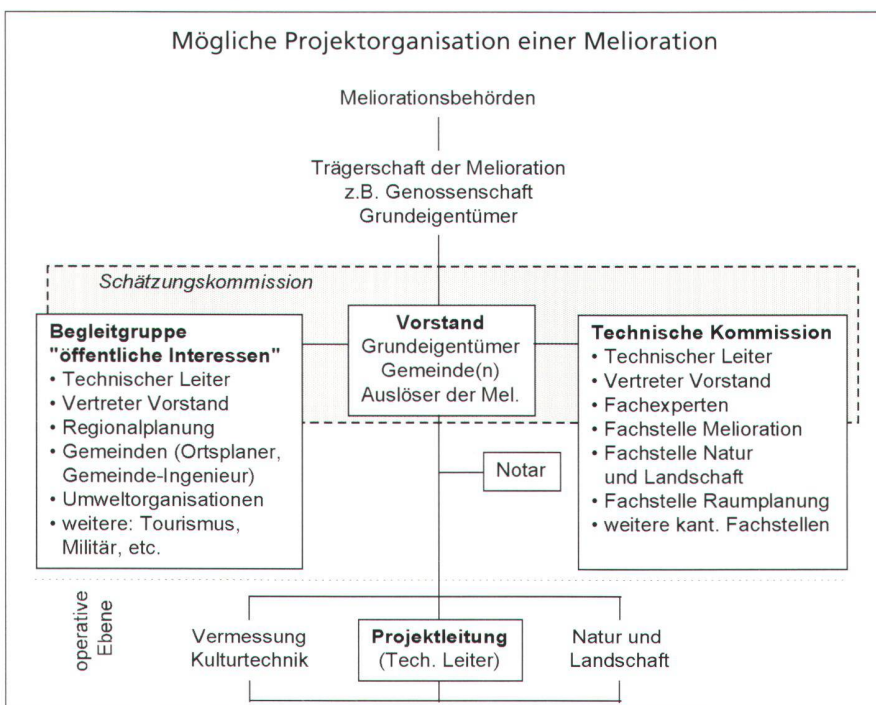 Mögliche Projektorganisation einer Melioration
Meliorationsbehörden
Trägerschaft der Melioration
z.B. Genossenschaft
Grundeigentümer
Schätzungskommission
Begleitgruppe
"öffentliche Interessen"
• Technischer Leiter
• Vertreter Vorstand
• Regionalplanung
• Gemeinden (Ortsplaner,
Gemeinde-Ingenieur)
• Umweltorganisationen
• weitere: Tourismus,
Militär, etc.
Vorstand
Grundeigentümer
Gemeinde(n)
Auslöser der Mel.
Technische Kommission
• Technischer Leiter
• Vertreter Vorstand
• Fachexperten
• Fachstelle Melioration
• Fachstelle Natur
und Landschaft
• Fachstelle Raumplanung
• weitere kant. Fachstellen
Notar
operative
Ebene
Vermessung
Kulturtechnik
Projektleitung
(Tech. Leiter)
Natur und
Landschaft